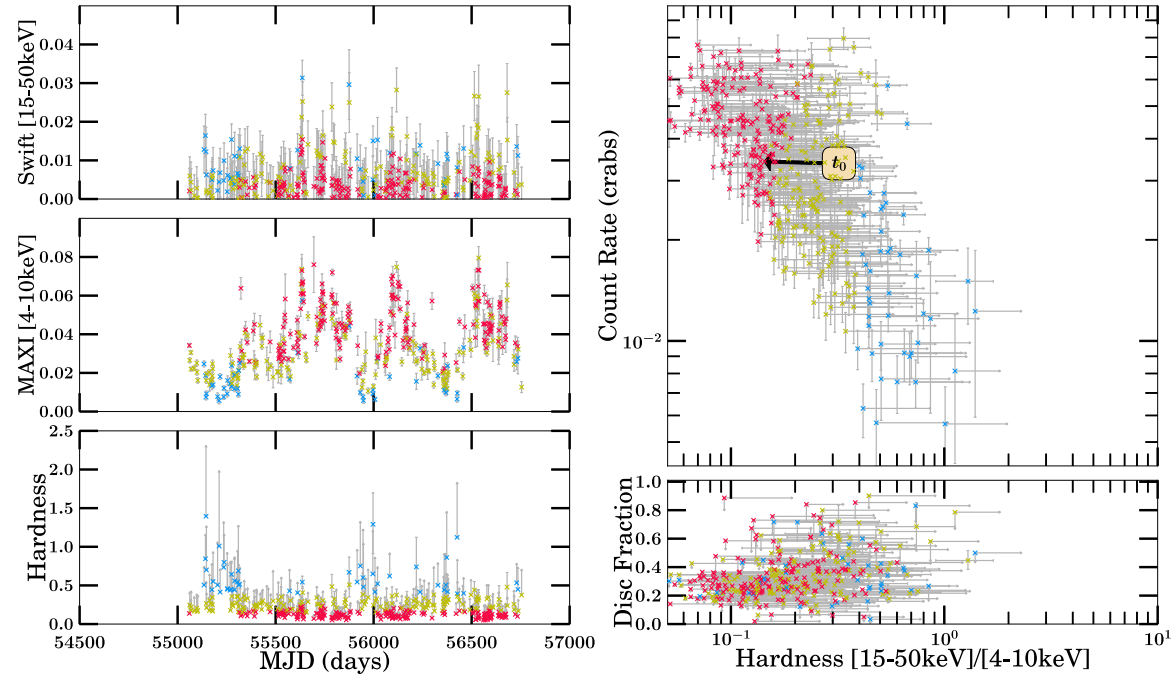 Swift [15-50keV]
0.04
0.03
0.02
0.01
0.00
MAXI [4-10keV]
0.08
0.06
0.04
0.02
0.00
Hardness
2.5
2.0
1.5
1.0
0.5
0.0
54500 55000 55500 56000 56500 57000
MJD (days)
Count Rate (crabs)
10⁻²
t₀
Disc Fraction
1.0
0.8
0.6
0.4
0.2
0.0
10⁻¹ 10⁰ 10¹
Hardness [15-50keV]/[4-10keV]